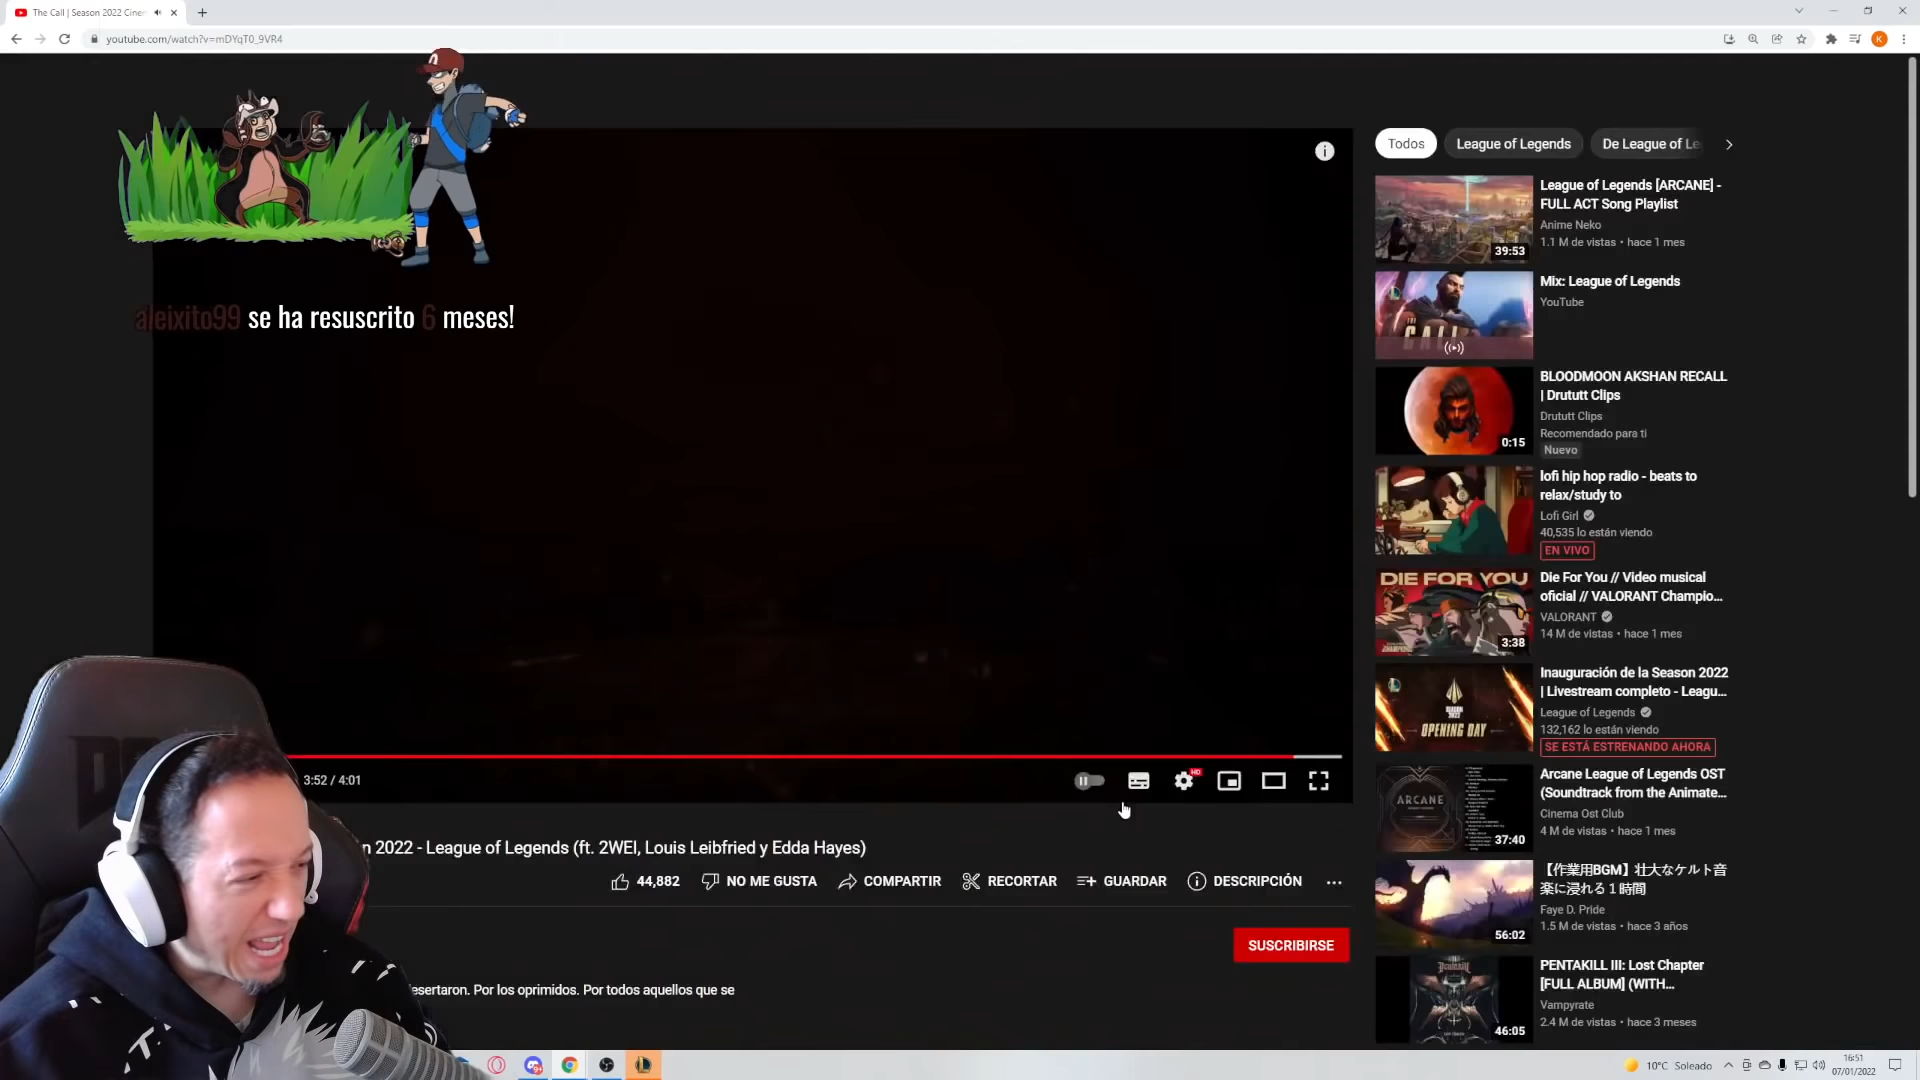 The Call | Season 2022 Cinem
youtube.com/watch?v=mDYqT0_9VR4
K
aleixito99 se ha resuscrito 6 meses!
3:52 / 4:01
HD
n 2022 - League of Legends (ft. 2WEI, Louis Leibfried y Edda Hayes)
44,882
NO ME GUSTA
COMPARTIR
RECORTAR
GUARDAR
DESCRIPCIÓN
SUSCRIBIRSE
desertaron. Por los oprimidos. Por todos aquellos que se
Todos
League of Legends
De League of Le
League of Legends [ARCANE] -
FULL ACT Song Playlist
Anime Neko
1.1 M de vistas • hace 1 mes
39:53
Mix: League of Legends
YouTube
THE
CALL
BLOODMOON AKSHAN RECALL
| Drututt Clips
Drututt Clips
Recomendado para ti
Nuevo
0:15
lofi hip hop radio - beats to
relax/study to
Lofi Girl
40,535 lo están viendo
EN VIVO
DIE FOR YOU
3:38
Die For You // Video musical
oficial // VALORANT Champio...
VALORANT
14 M de vistas • hace 1 mes
SEASON
2022
OPENING DAY
Inauguración de la Season 2022
| Livestream completo - Leagu...
League of Legends
132,162 lo están viendo
SE ESTÁ ESTRENANDO AHORA
ARCANE
37:40
Arcane League of Legends OST
(Soundtrack from the Animate...
Cinema Ost Club
4 M de vistas • hace 1 mes
56:02
【作業用BGM】壮大なケルト音
楽に浸れる１時間
Faye D. Pride
1.5 M de vistas • hace 3 años
Pentakill
46:05
PENTAKILL III: Lost Chapter
[FULL ALBUM] (WITH...
Vampyrate
2.4 M de vistas • hace 3 meses
10°C Soleado
16:51
07/01/2022